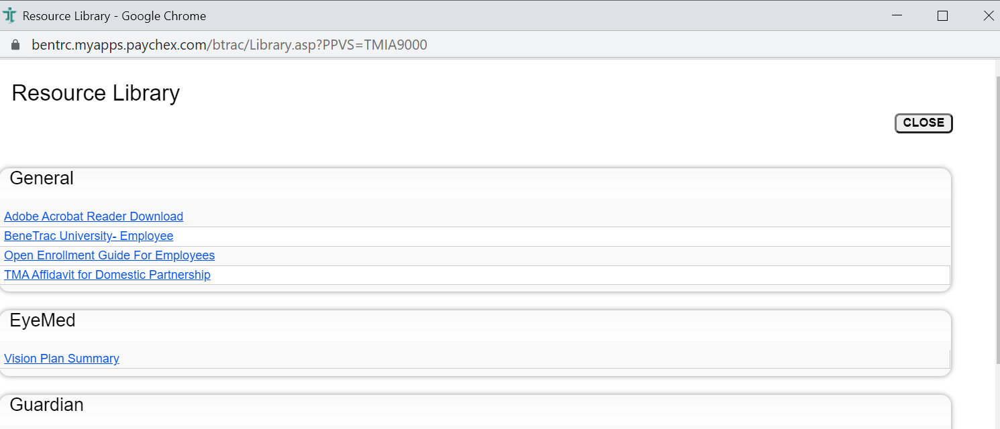 Resource Library - Google Chrome
bentrc.myapps.paychex.com/btrac/Library.asp?PPVS=TMIA9000
Resource Library
CLOSE
General
Adobe Acrobat Reader Download
BeneTrac University- Employee
Open Enrollment Guide For Employees
TMA Affidavit for Domestic Partnership
EyeMed
Vision Plan Summary
Guardian